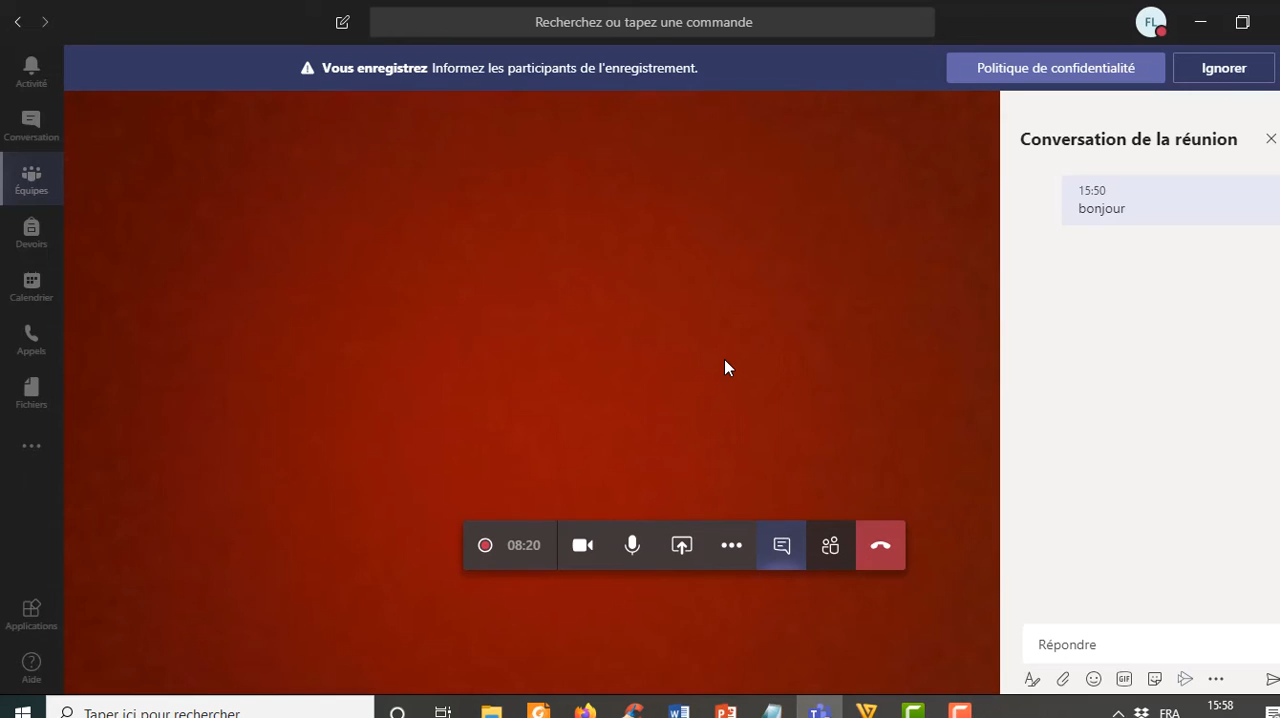 Recherchez ou tapez une commande
FL
Vous enregistrez Informez les participants de l'enregistrement.
Politique de confidentialité
Ignorer
Activité
Conversation
Équipes
Devoirs
Calendrier
Appels
Fichiers
Applications
Aide
Conversation de la réunion
15:50
bonjour
08:20
Répondre
GIF
Taper ici pour rechercher
FRA
15:58